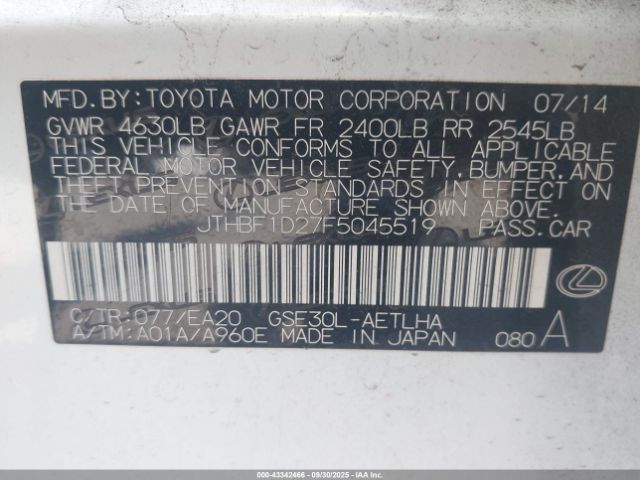 MFD.BY:TOYOTA MOTOR CORPORATION 07/14
GVWR 4630LB GAWR FR 2400LB RR 2545LB
THIS VEHICLE CONFORMS TO ALL APPLICABLE
FEDERAL MOTOR VEHICLE SAFETY,BUMPER,AND
THEFT PREVENTION STANDARDS IN EFFECT ON
THE DATE OF MANUFACTURE SHOWN ABOVE.
JTHBF1D27F5045519 PASS.CAR
C/TR:077/EA20 GSE30L-AETLHA
A/TM:A01A/A960E MADE IN JAPAN 080 A
000-43342466 - 09/30/2025 - IAAI.COM